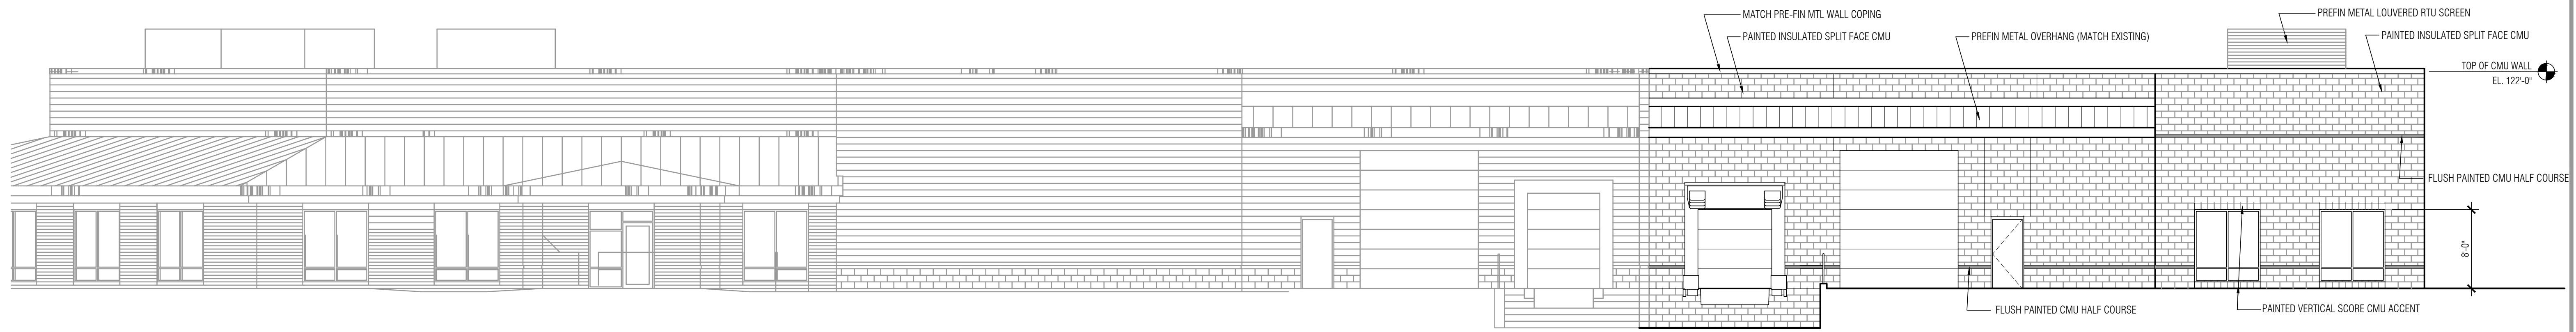 MATCH PRE-FIN MTL WALL COPING
PREFIN METAL LOUVERED RTU SCREEN
PAINTED INSULATED SPLIT FACE CMU
PREFIN METAL OVERHANG (MATCH EXISTING)
PAINTED INSULATED SPLIT FACE CMU
TOP OF CMU WALL
EL. 122'-0"
FLUSH PAINTED CMU HALF COURSE
8'-0"
FLUSH PAINTED CMU HALF COURSE
PAINTED VERTICAL SCORE CMU ACCENT